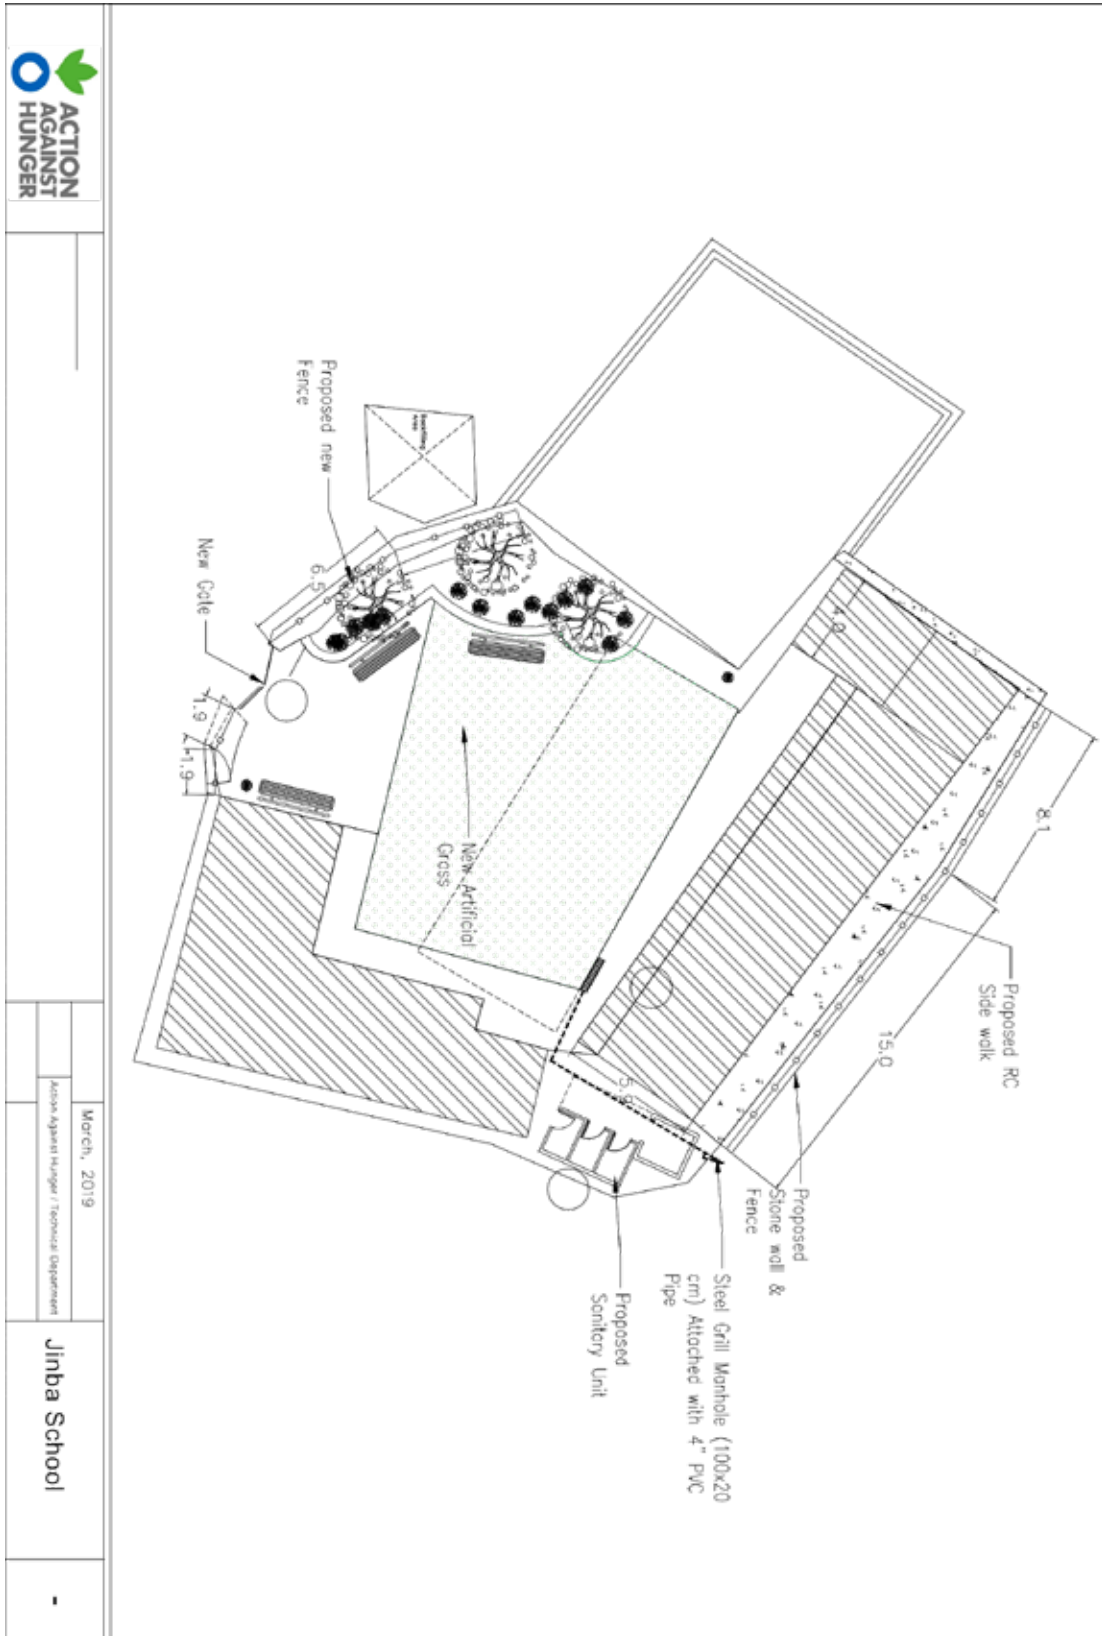 ACTION
AGAINST
HUNGER
March, 2019
Action Against Hunger / Technical Department
Jinba School
-
Proposed new
Fence
New Gate
6.5
1.9
1.9
New Artificial
Grass
4.0
8.1
15.0
Proposed RC
Side walk
Proposed
Stone wall &
Fence
Steel Grill Manhole (100x20
cm) Attached with 4" PVC
Pipe
Proposed
Sanitary Unit